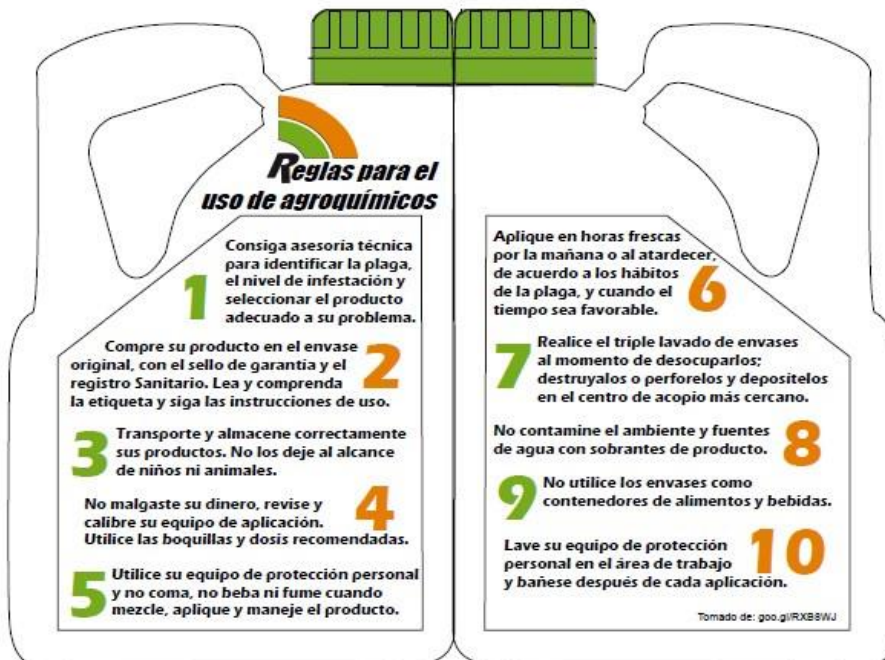 Reglas para el
uso de agroquímicos
1
Consiga asesoría técnica
para identificar la plaga,
el nivel de infestación y
seleccionar el producto
adecuado a su problema.
2
Compre su producto en el envase
original, con el sello de garantía y el
registro Sanitario. Lea y comprenda
la etiqueta y siga las instrucciones de uso.
3
Transporte y almacene correctamente
sus productos. No los deje al alcance
de niños ni animales.
4
No malgaste su dinero, revise y
calibre su equipo de aplicación.
Utilice las boquillas y dosis recomendadas.
5
Utilice su equipo de protección personal
y no coma, no beba ni fume cuando
mezcle, aplique y maneje el producto.
6
Aplique en horas frescas
por la mañana o al atardecer,
de acuerdo a los hábitos
de la plaga, y cuando el
tiempo sea favorable.
7
Realice el triple lavado de envases
al momento de desocuparlos;
destruyalos o perforelos y deposítelos
en el centro de acopio más cercano.
8
No contamine el ambiente y fuentes
de agua con sobrantes de producto.
9
No utilice los envases como
contenedores de alimentos y bebidas.
10
Lave su equipo de protección
personal en el área de trabajo
y bañese después de cada aplicación.
Tomado de: goo.gl/RXB8WJ